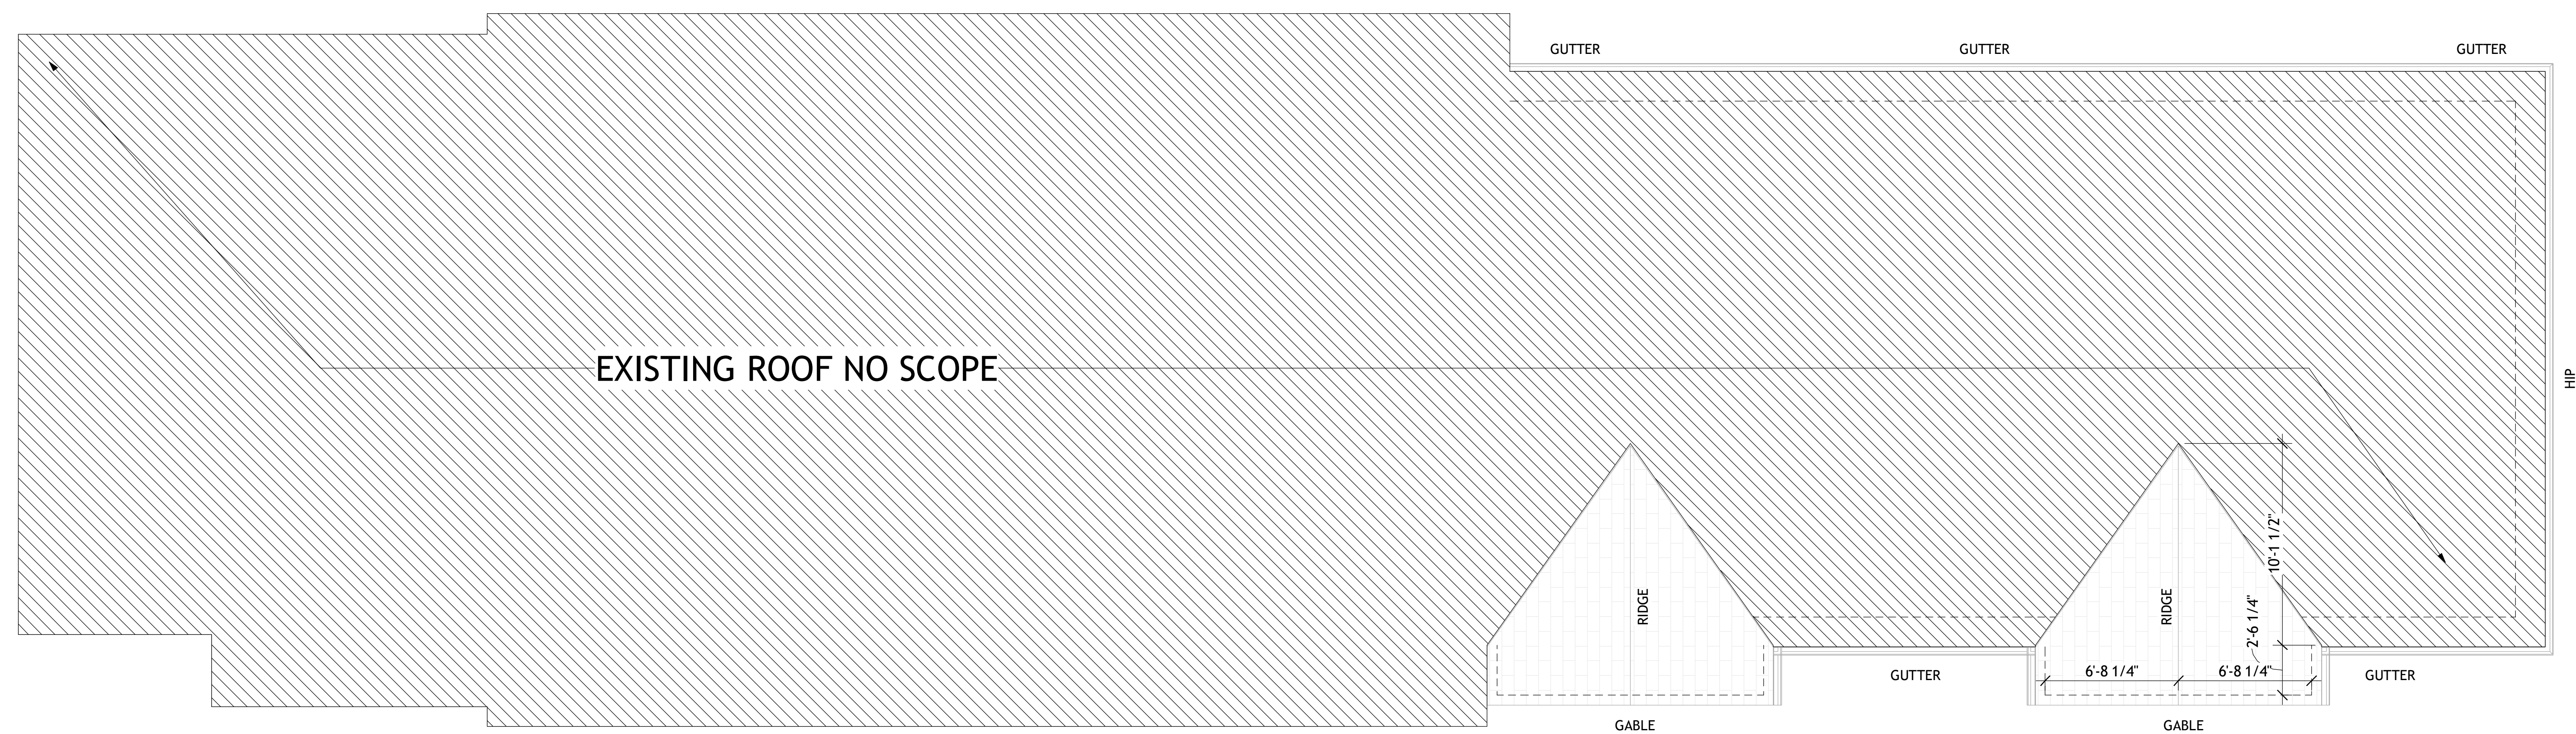 GUTTER
GUTTER
GUTTER
EXISTING ROOF NO SCOPE
HIP
10'-1 1/2"
RIDGE
RIDGE
2'-6 1/4"
6'-8 1/4"
6'-8 1/4"
GUTTER
GUTTER
GABLE
GABLE